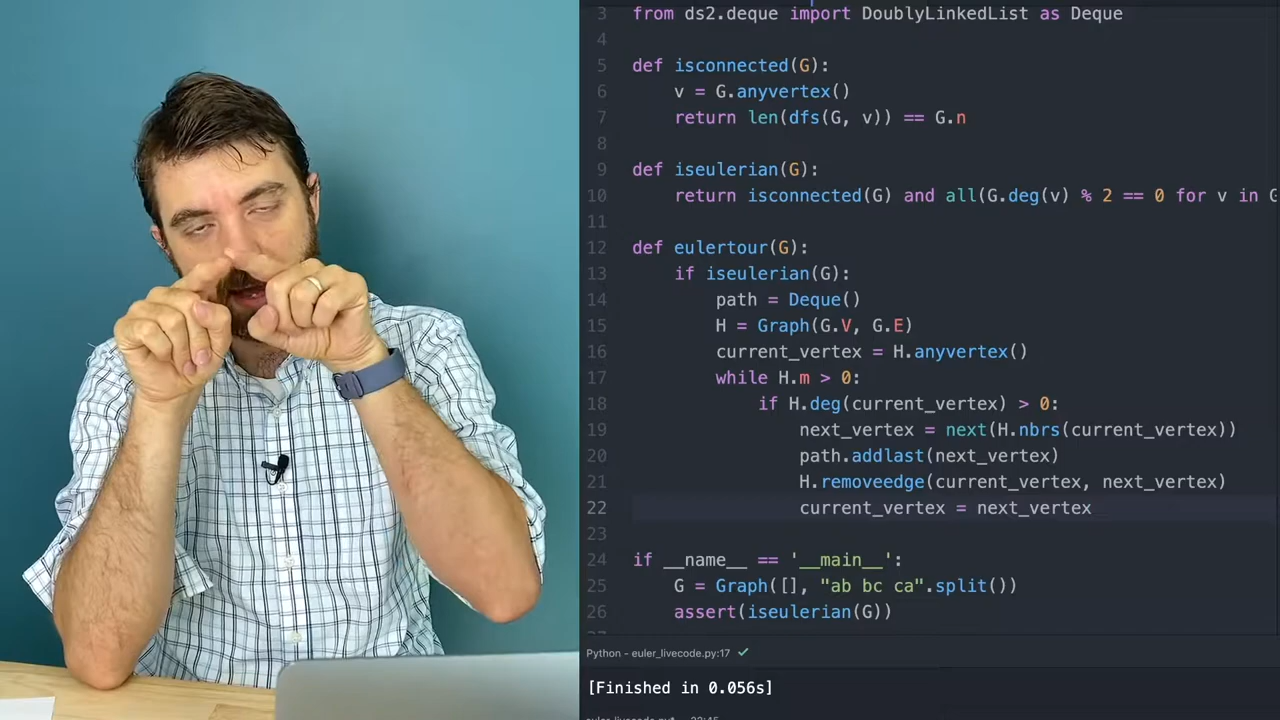 3 from ds2.deque import DoublyLinkedList as Deque
4
5 def isconnected(G):
6 v = G.anyvertex()
7 return len(dfs(G, v)) == G.n
8
9 def iseulerian(G):
10 return isconnected(G) and all(G.deg(v) % 2 == 0 for v in G
11
12 def eulertour(G):
13 if iseulerian(G):
14 path = Deque()
15 H = Graph(G.V, G.E)
16 current_vertex = H.anyvertex()
17 while H.m > 0:
18 if H.deg(current_vertex) > 0:
19 next_vertex = next(H.nbrs(current_vertex))
20 path.addlast(next_vertex)
21 H.removeedge(current_vertex, next_vertex)
22 current_vertex = next_vertex
23
24 if __name__ == '__main__':
25 G = Graph([], "ab bc ca".split())
26 assert(iseulerian(G))
Python - euler_livecode.py:17 ✓
[Finished in 0.056s]